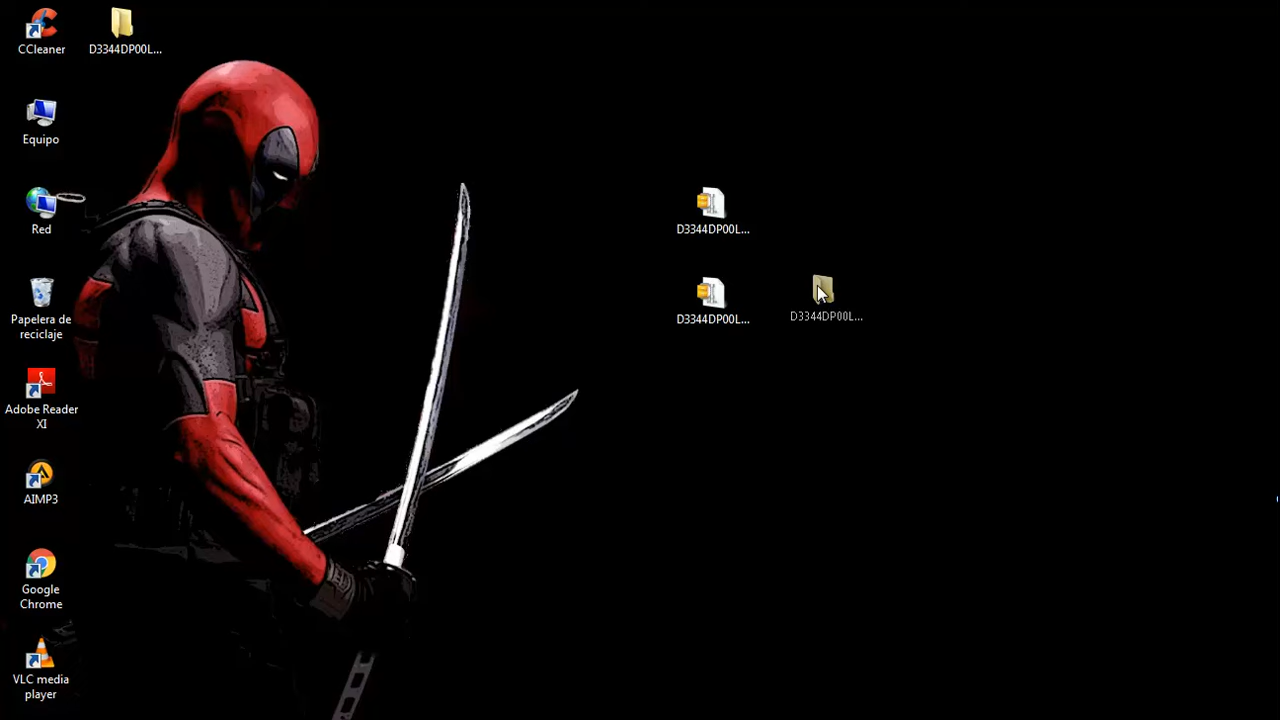 CCleaner
D3344DP00L...
Equipo
Red
Papelera de
reciclaje
Adobe Reader
XI
AIMP3
Google
Chrome
VLC media
player
D3344DP00L...
D3344DP00L...
D3344DP00L...